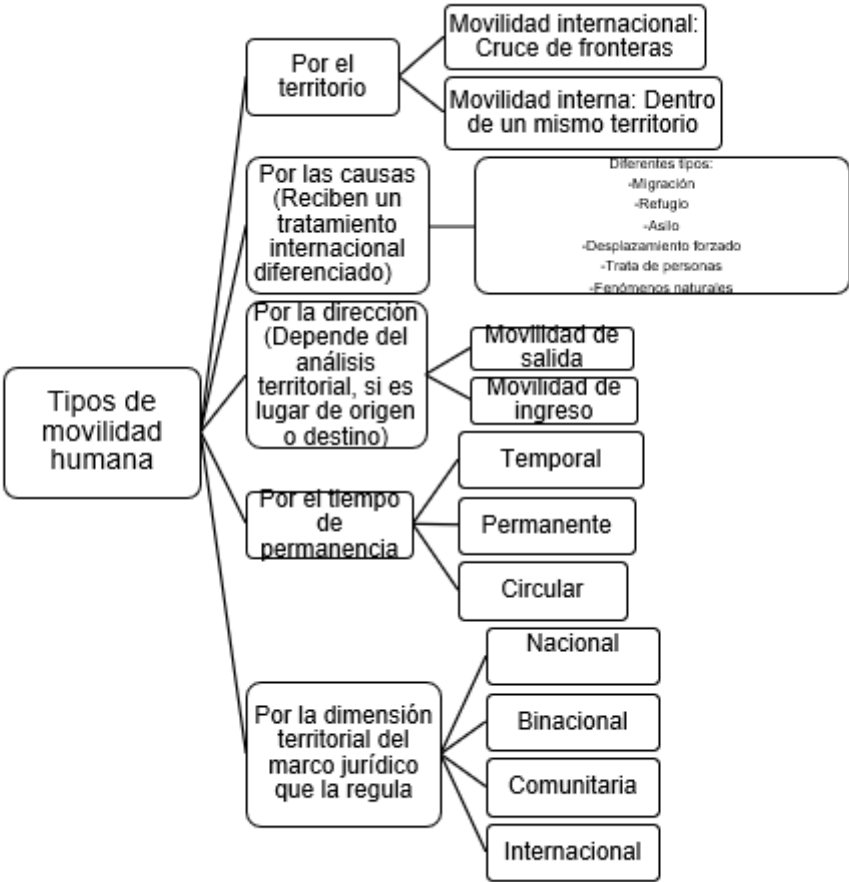 Tipos de
movilidad
humana
Por el
territorio
Movilidad internacional:
Cruce de fronteras
Movilidad interna: Dentro
de un mismo territorio
Por las causas
(Reciben un
tratamiento
internacional
diferenciado)
Diferentes tipos:
-Migración
-Refugio
-Asilo
-Desplazamiento forzado
-Trata de personas
-Fenómenos naturales
Por la dirección
(Depende del
análisis
territorial, si es
lugar de origen
o destino)
Movilidad de
salida
Movilidad de
ingreso
Por el tiempo
de
permanencia
Temporal
Permanente
Circular
Por la dimensión
territorial del
marco jurídico
que la regula
Nacional
Binacional
Comunitaria
Internacional